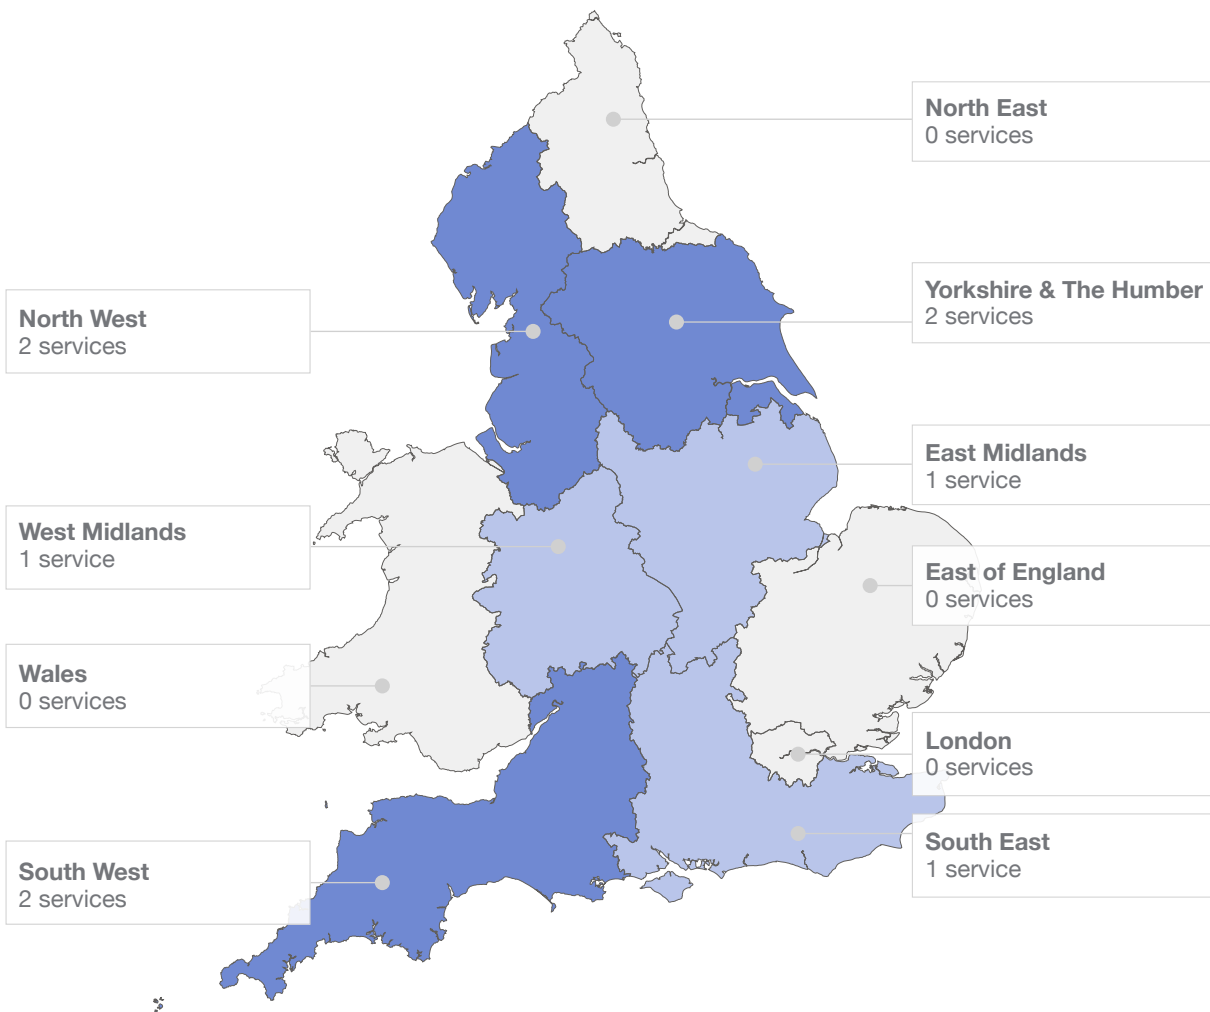 North East
0 services
Yorkshire & The Humber
2 services
North West
2 services
East Midlands
1 service
West Midlands
1 service
East of England
0 services
Wales
0 services
London
0 services
South East
1 service
South West
2 services